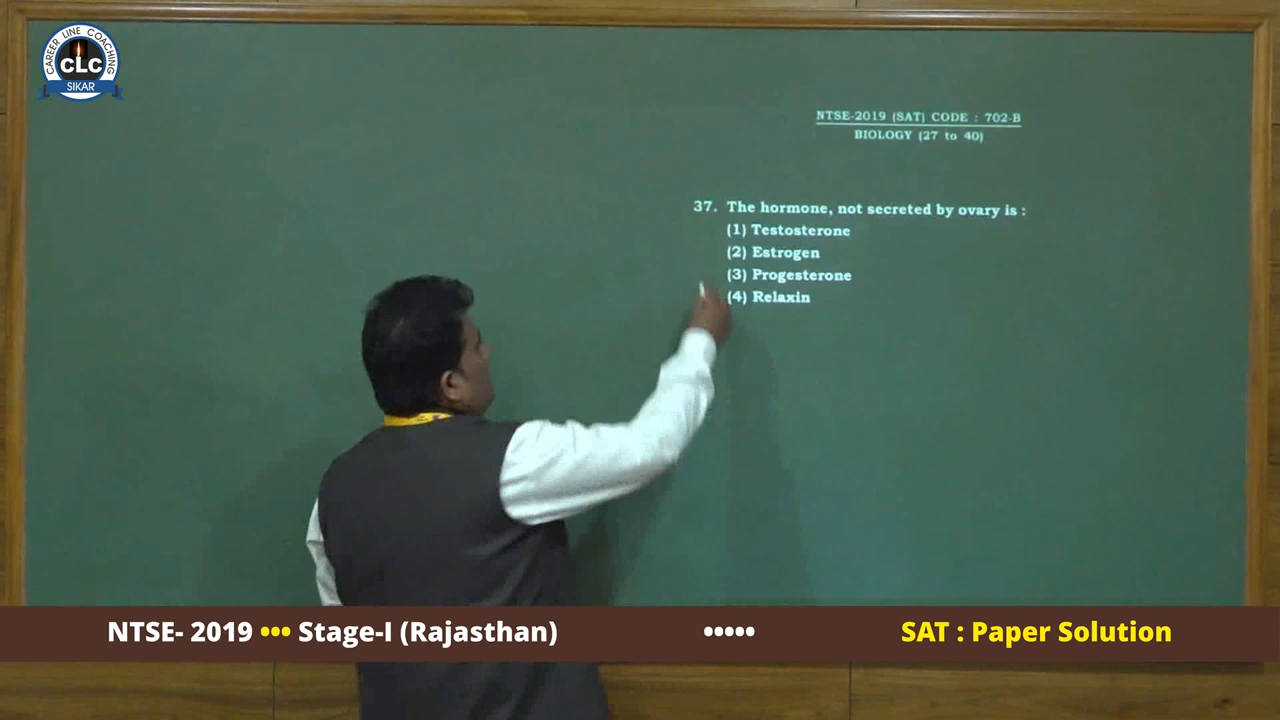 CAREER LINE COACHING
CLC
SIKAR
NTSE-2019 (SAT) CODE : 702-B
BIOLOGY (27 to 40)
37. The hormone, not secreted by ovary is :
(1) Testosterone
(2) Estrogen
(3) Progesterone
(4) Relaxin
NTSE- 2019 ••• Stage-I (Rajasthan) ••••• SAT : Paper Solution